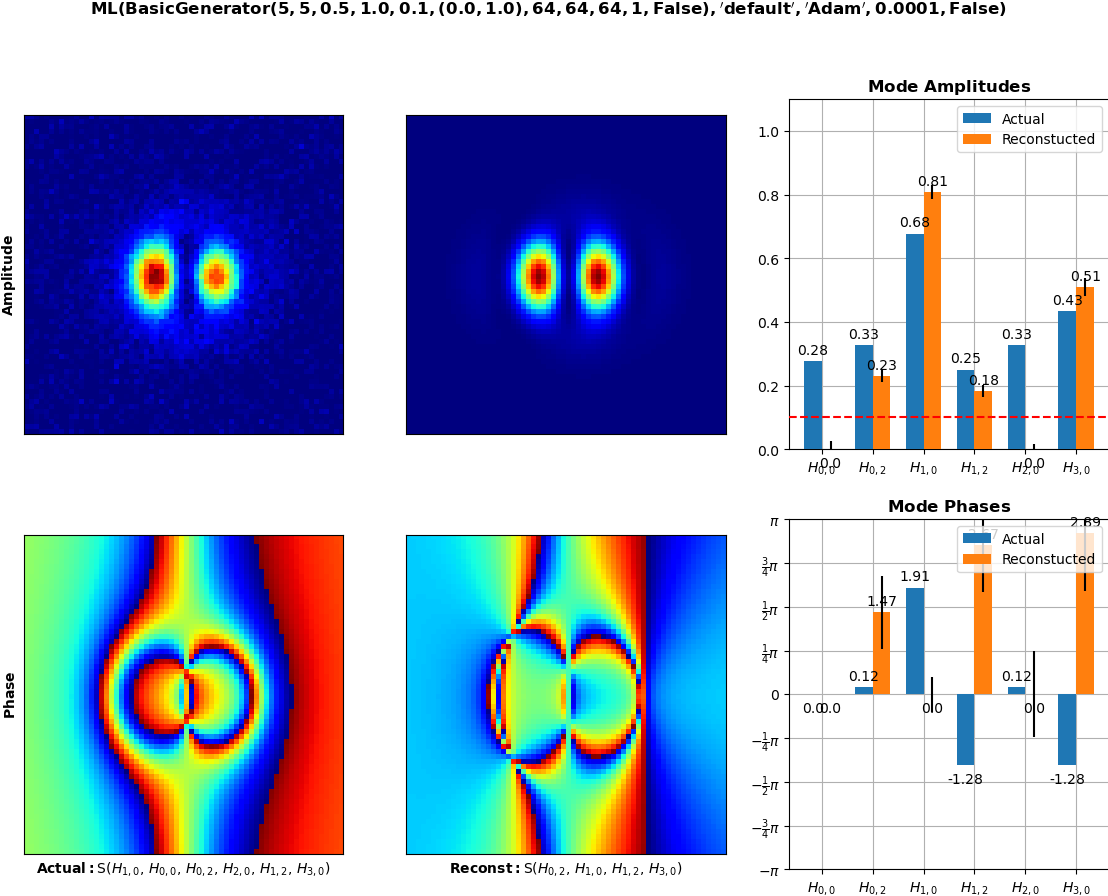 ML(BasicGenerator(5, 5, 0.5, 1.0, 0.1, (0.0, 1.0), 64, 64, 64, 1, False), ′default′, ′Adam′, 0.0001, False)
Amplitude
Mode Amplitudes
Actual
Reconstucted
1.0
0.8
0.6
0.4
0.2
0.0
0.28
0.0
0.33
0.23
0.68
0.81
0.25
0.18
0.33
0.0
0.43
0.51
H0,0 H0,2 H1,0 H1,2 H2,0 H3,0
Phase
Actual: S(H1,0, H0,0, H0,2, H2,0, H1,2, H3,0)
Reconst: S(H0,2, H1,0, H1,2, H3,0)
Mode Phases
Actual
Reconstucted
π
3/4π
1/2π
1/4π
0
−1/4π
−1/2π
−3/4π
−π
0.0
0.0
0.12
1.47
1.91
0.0
-1.28
0.12
0.0
-1.28
2.89
H0,0 H0,2 H1,0 H1,2 H2,0 H3,0